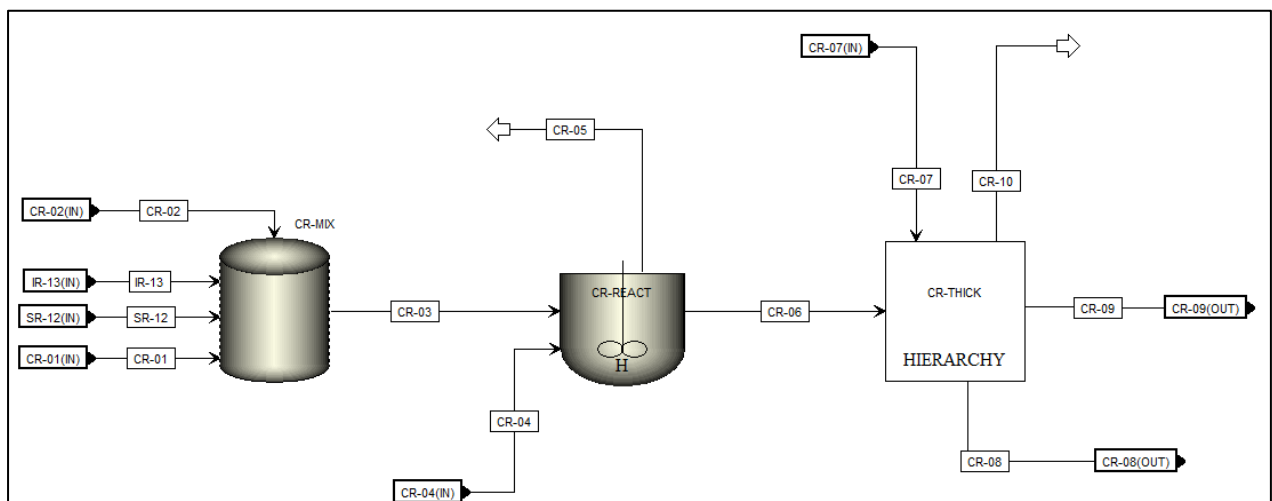 CR-07(IN)
CR-05
CR-07
CR-10
CR-02(IN)
CR-02
CR-MIX
IR-13(IN)
IR-13
SR-12(IN)
SR-12
CR-01(IN)
CR-01
CR-03
CR-REACT
H
CR-06
CR-THICK
HIERARCHY
CR-09
CR-09(OUT)
CR-04
CR-04(IN)
CR-08
CR-08(OUT)